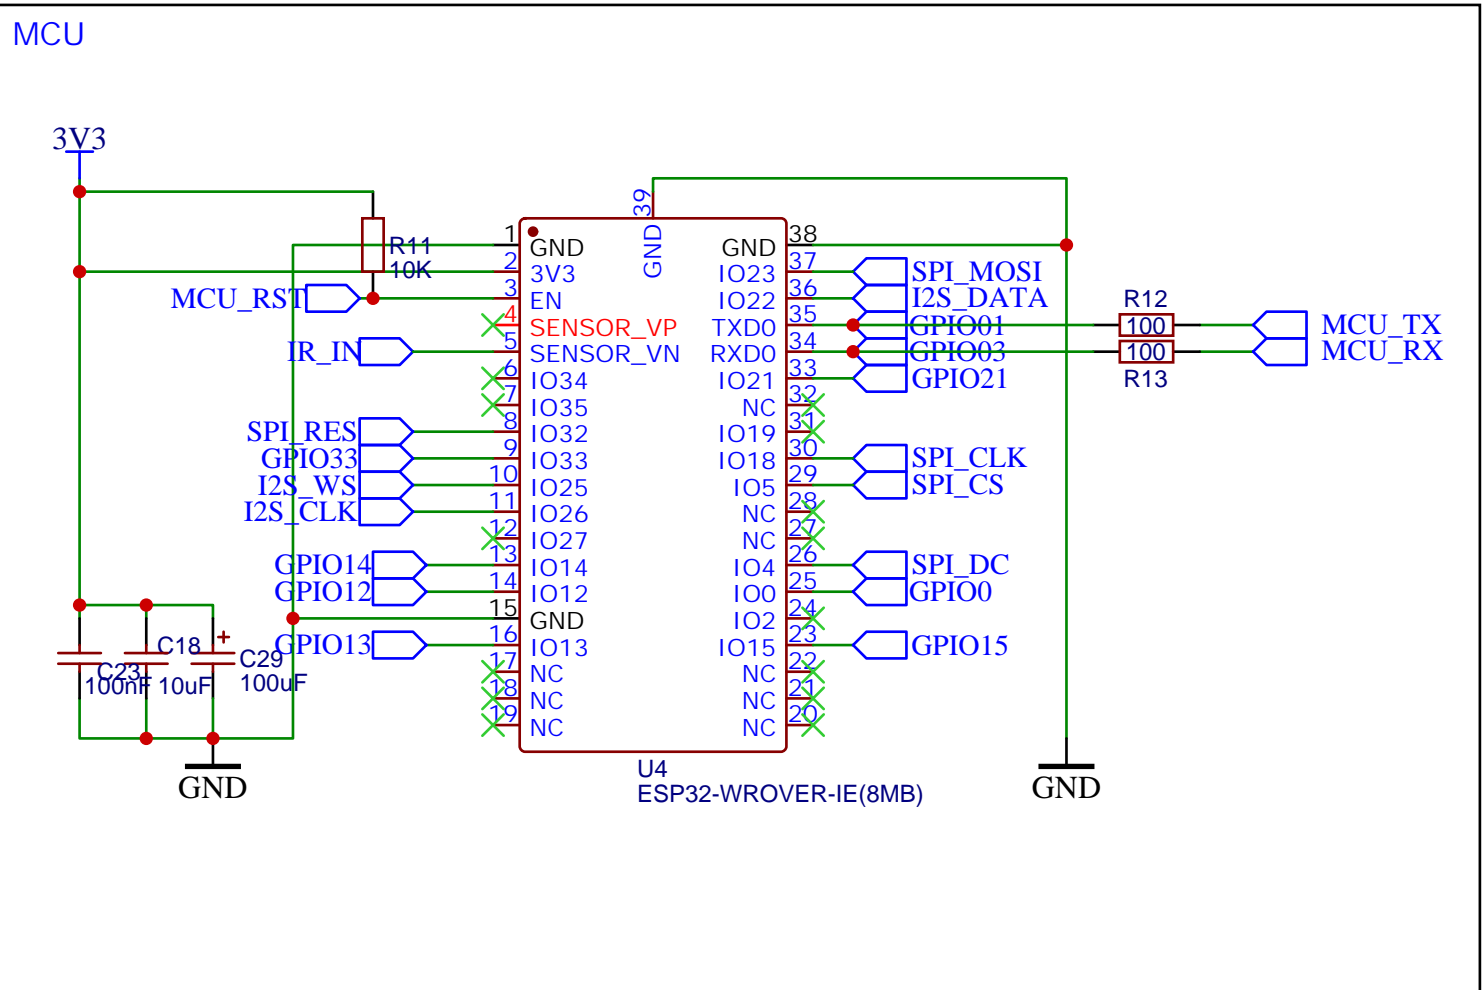 MCU
3V3
R11
10K
MCU_RST
IR_IN
SPI_RES
GPIO33
I2S_WS
I2S_CLK
GPIO14
GPIO12
GPIO13
C23
100nF
C18
10uF
+
C29
100uF
GND
39
GND
1 GND
2 3V3
3 EN
4 SENSOR_VP
5 SENSOR_VN
6 IO34
7 IO35
8 IO32
9 IO33
10 IO25
11 IO26
12 IO27
13 IO14
14 IO12
15 GND
16 IO13
17 NC
18 NC
19 NC
GND 38
IO23 37 SPI_MOSI
IO22 36 I2S_DATA
TXD0 35 GPIO01
RXD0 34 GPIO03
IO21 33 GPIO21
NC 32
IO19 31
IO18 30 SPI_CLK
IO5 29 SPI_CS
NC 28
NC 27
IO4 26 SPI_DC
IO0 25 GPIO0
IO2 24
IO15 23 GPIO15
NC 22
NC 21
NC 20
U4
ESP32-WROVER-IE(8MB)
R12
100
MCU_TX
100
MCU_RX
R13
GND